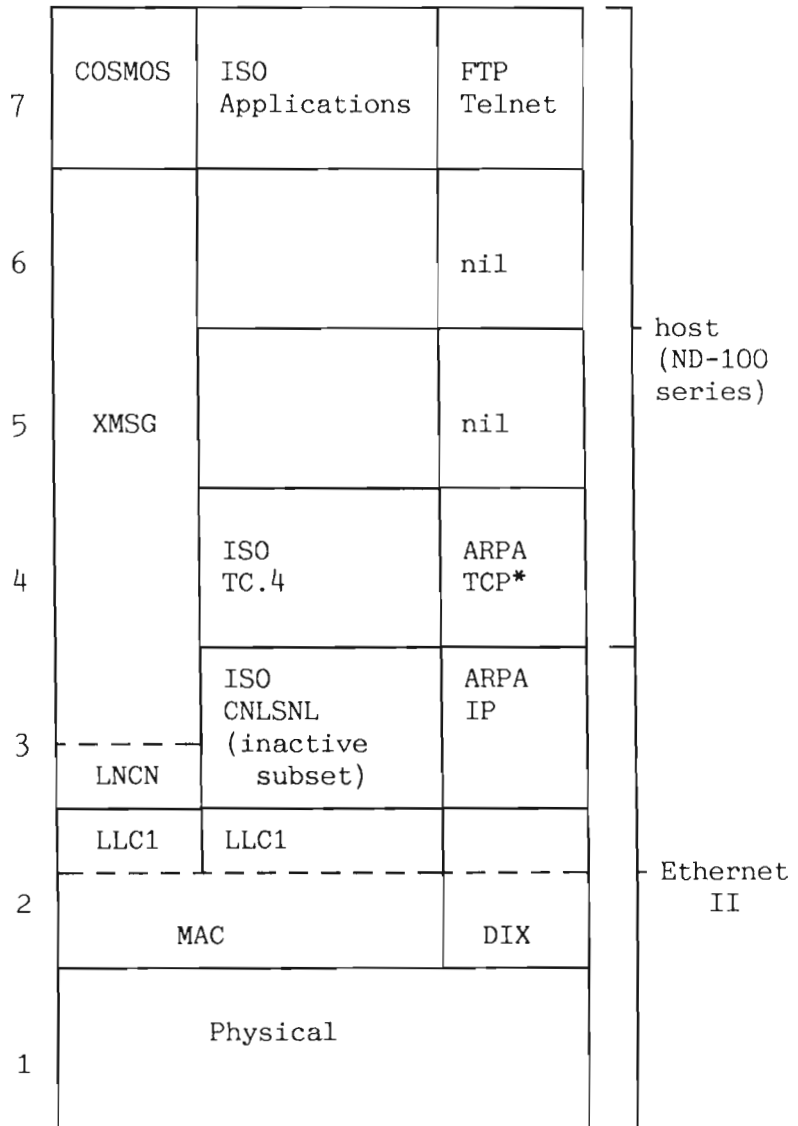 COSMOS ISO FTP
7 Applications Telnet
6 nil
host
(ND-100
series)
5 XMSG nil
ISO ARPA
4 TC.4 TCP*
ISO ARPA
CNLSNL IP
3 (inactive
LNCN subset)
LLC1 LLC1
Ethernet
2 II
MAC DIX
Physical
1